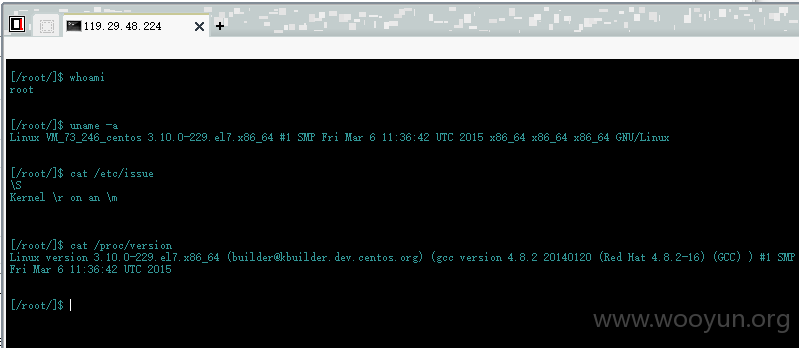 119.29.48.224
[/root/]$ whoami
root
[/root/]$ uname -a
Linux VM_73_246_centos 3.10.0-229.el7.x86_64 #1 SMP Fri Mar 6 11:36:42 UTC 2015 x86_64 x86_64 x86_64 GNU/Linux
[/root/]$ cat /etc/issue
\S
Kernel \r on an \m
[/root/]$ cat /proc/version
Linux version 3.10.0-229.el7.x86_64 (builder@kbuilder.dev.centos.org) (gcc version 4.8.2 20140120 (Red Hat 4.8.2-16) (GCC) ) #1 SMP
Fri Mar 6 11:36:42 UTC 2015
[/root/]$
www.wooyun.org